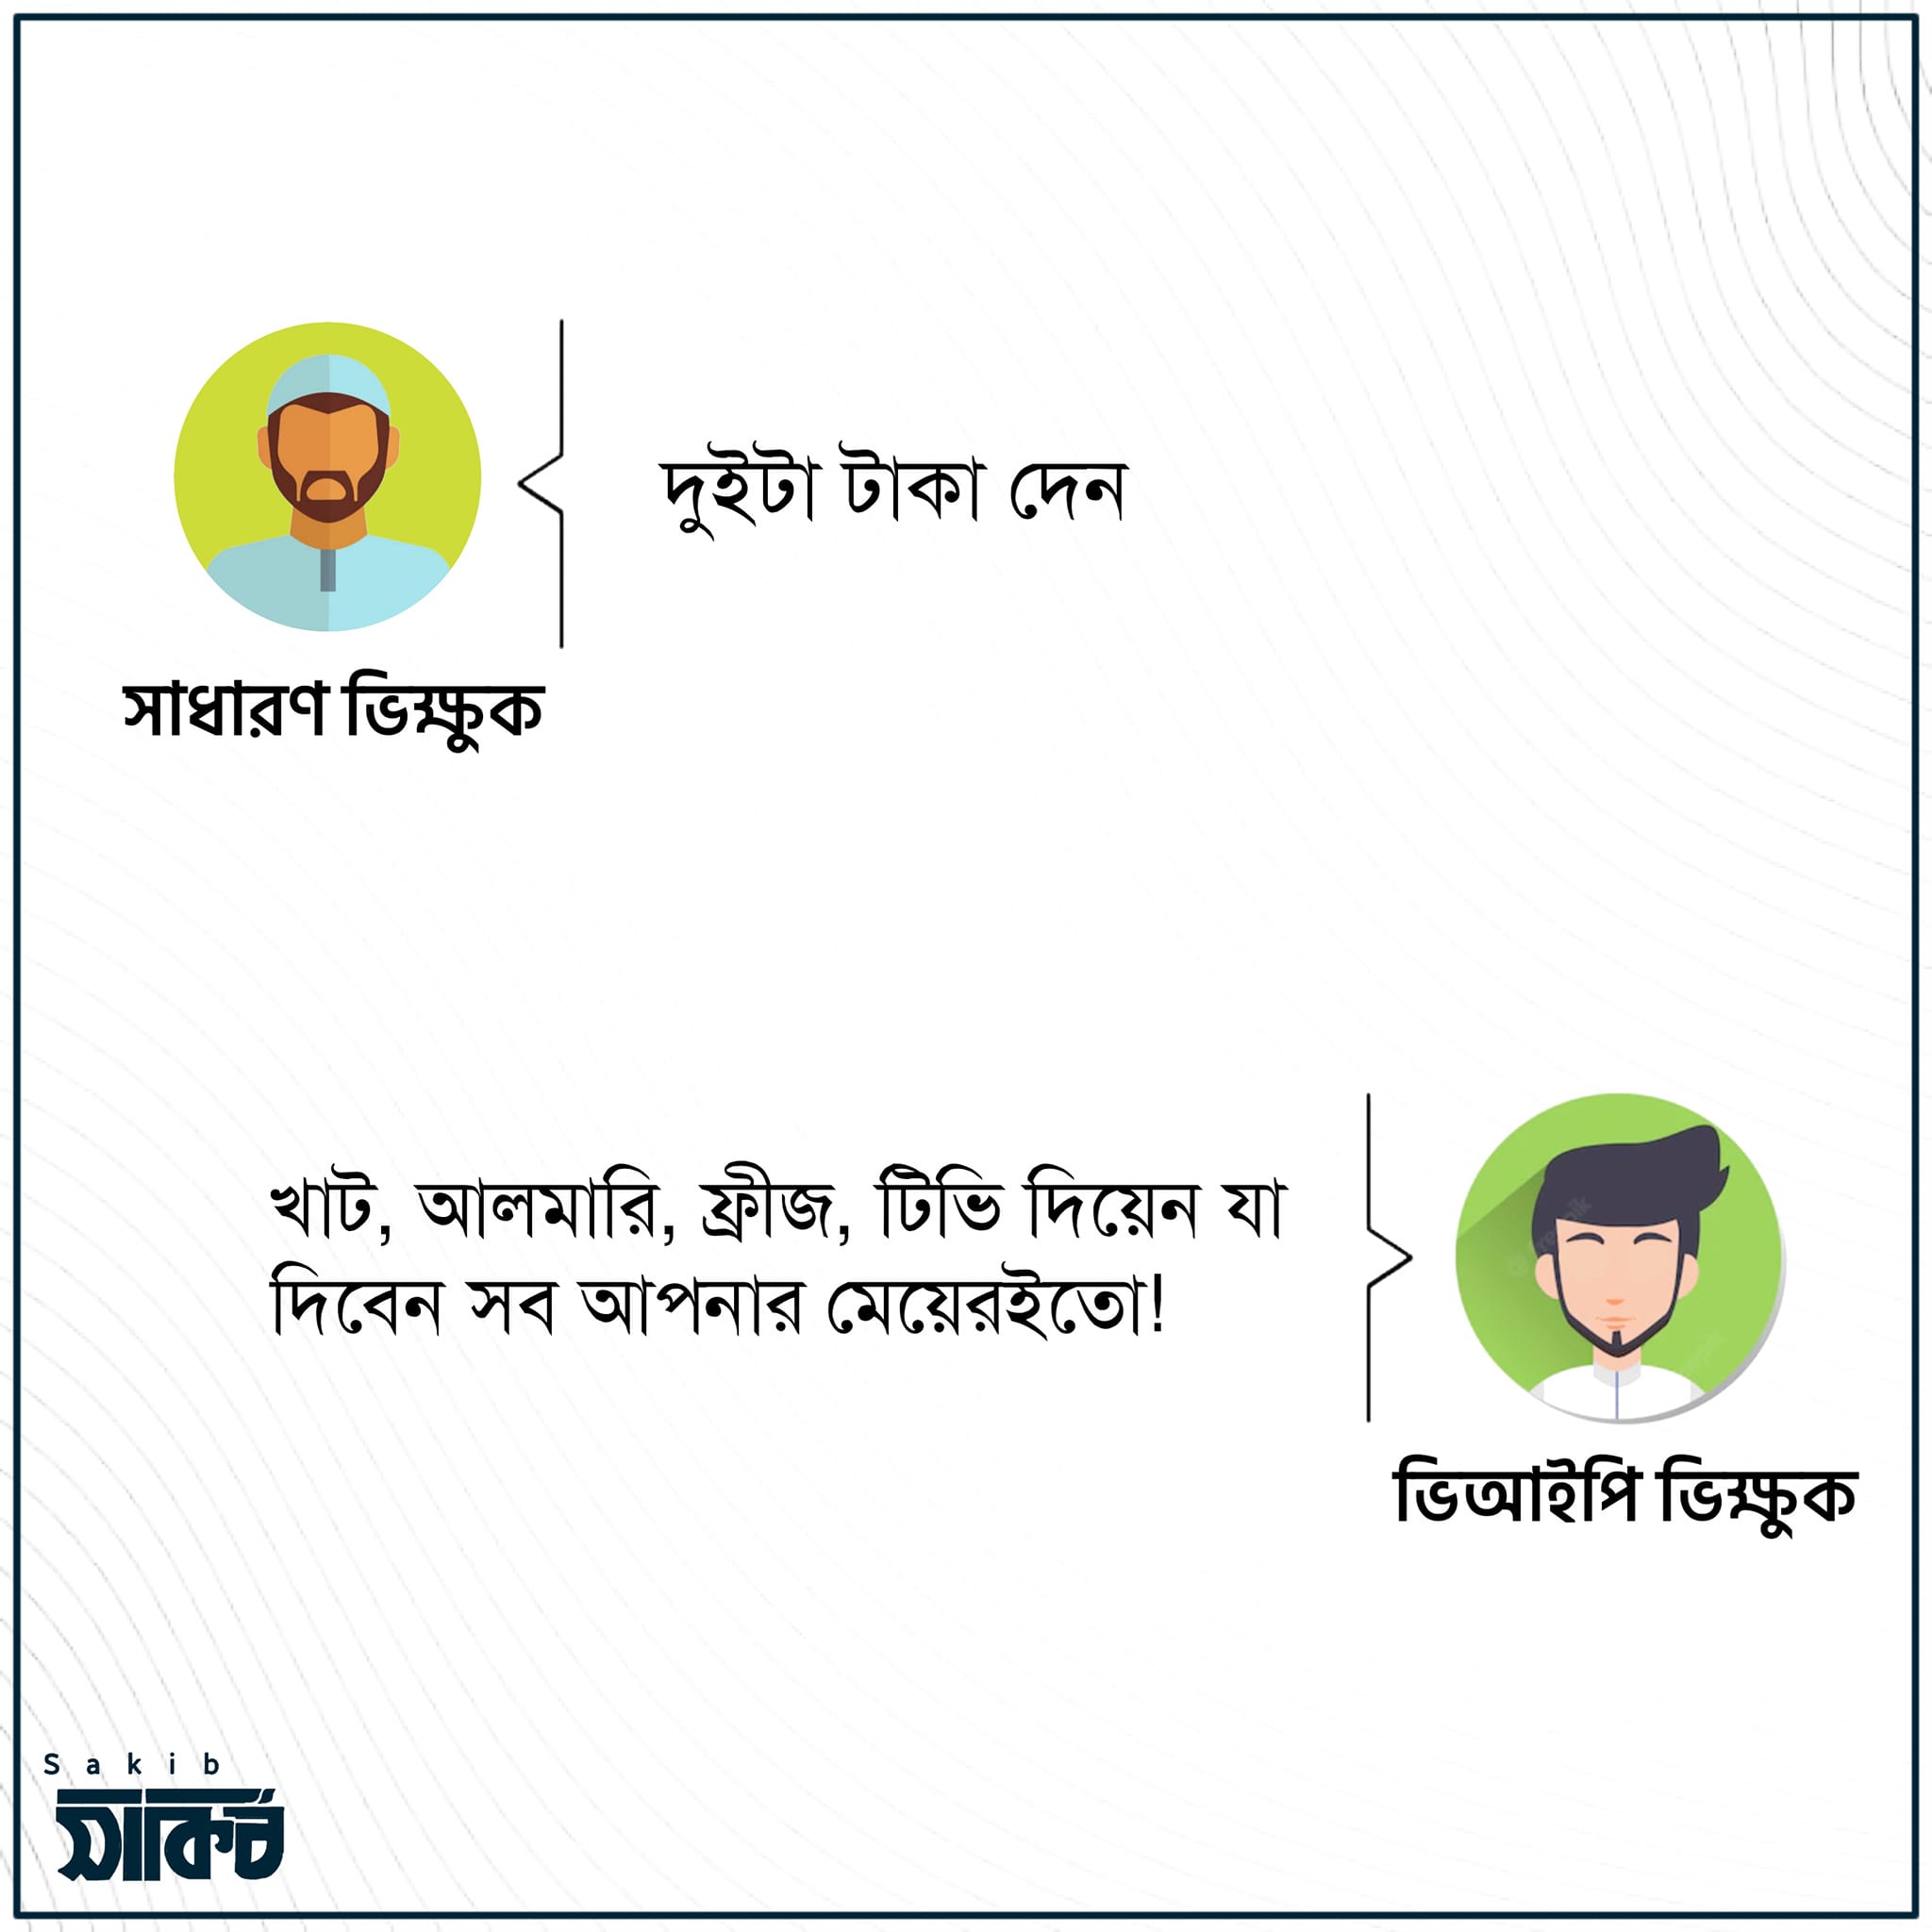 দুইটা টাকা দেন
সাধারণ ভিক্ষুক
খাট, আলমারি, ফ্রীজ, টিভি দিয়েন যা
দিবেন সব আপনার মেয়েরইতো!
ভিআইপি ভিক্ষুক
Sakib